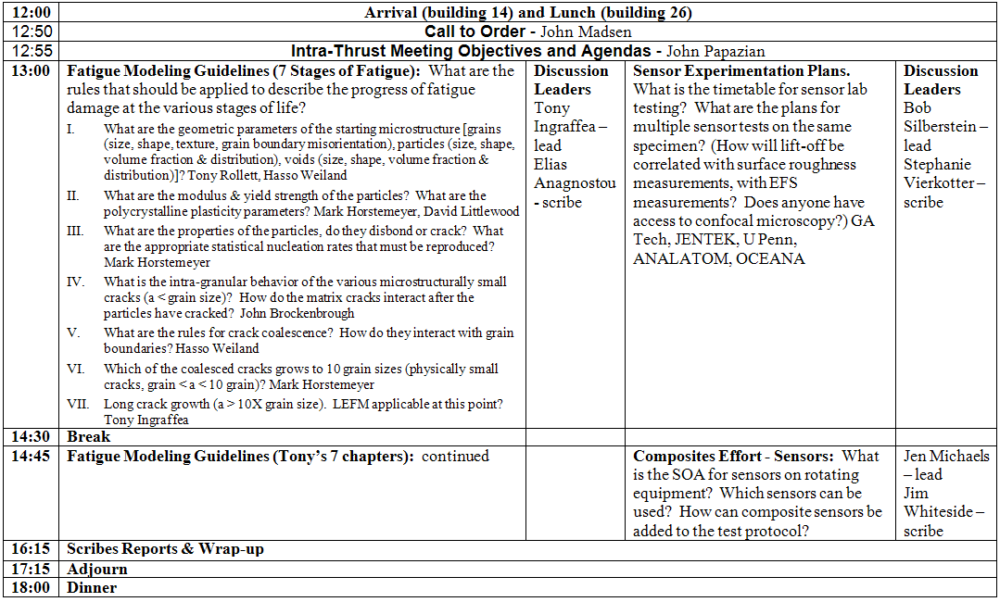 12:00
Arrival (building 14) and Lunch (building 26)
12:50
Call to Order - John Madsen
12:55
Intra-Thrust Meeting Objectives and Agendas - John Papazian
13:00
Fatigue Modeling Guidelines (7 Stages of Fatigue): What are the
rules that should be applied to describe the progress of fatigue
damage at the various stages of life?
I. What are the geometric parameters of the starting microstructure [grains
(size, shape, texture, grain boundary misorientation), particles (size, shape,
volume fraction & distribution), voids (size, shape, volume fraction &
distribution)]? Tony Rollett, Hasso Weiland
II. What are the modulus & yield strength of the particles? What are the
polycrystalline plasticity parameters? Mark Horstemeyer, David Littlewood
III. What are the properties of the particles, do they disbond or crack? What
are the appropriate statistical nucleation rates that must be reproduced?
Mark Horstemeyer
IV. What is the intra-granular behavior of the various microstructurally small
cracks (a < grain size)? How do the matrix cracks interact after the
particles have cracked? John Brockenbrough
V. What are the rules for crack coalescence? How do they interact with grain
boundaries? Hasso Weiland
VI. Which of the coalesced cracks grows to 10 grain sizes (physically small
cracks, grain < a < 10 grain)? Mark Horstemeyer
VII. Long crack growth (a > 10X grain size). LEFM applicable at this point?
Tony Ingraffea
Discussion
Leaders
Tony
Ingraffea –
lead
Elias
Anagnostou
- scribe
Sensor Experimentation Plans.
What is the timetable for sensor lab
testing? What are the plans for
multiple sensor tests on the same
specimen? (How will lift-off be
correlated with surface roughness
measurements, with EFS
measurements? Does anyone have
access to confocal microscopy?) GA
Tech, JENTEK, U Penn,
ANALATOM, OCEANA
Discussion
Leaders
Bob
Silberstein –
lead
Stephanie
Vierkotter –
scribe
14:30
Break
14:45
Fatigue Modeling Guidelines (Tony’s 7 chapters): continued
Composites Effort - Sensors: What
is the SOA for sensors on rotating
equipment? Which sensors can be
used? How can composite sensors be
added to the test protocol?
Jen Michaels
– lead
Jim
Whiteside –
scribe
16:15
Scribes Reports & Wrap-up
17:15
Adjourn
18:00
Dinner